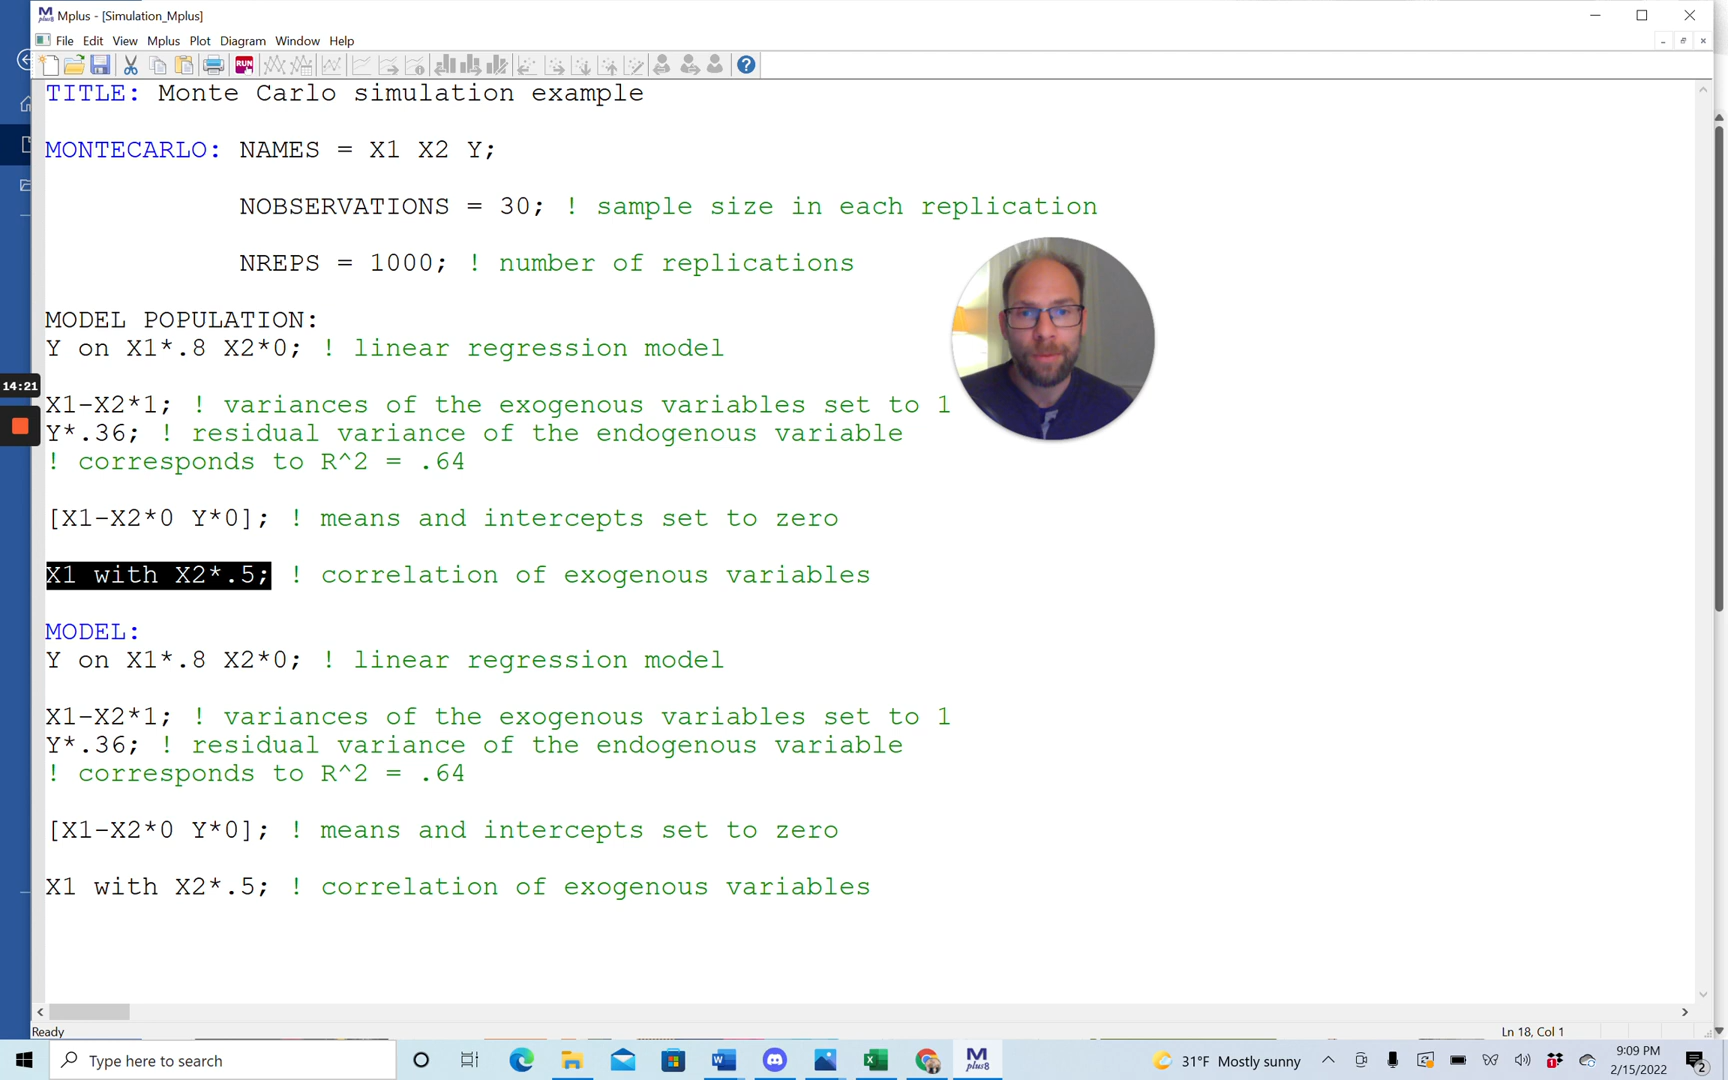 Mplus - [Simulation_Mplus]
File Edit View Mplus Plot Diagram Window Help
RUN
TITLE: Monte Carlo simulation example
MONTECARLO: NAMES = X1 X2 Y;
NOBSERVATIONS = 30; ! sample size in each replication
NREPS = 1000; ! number of replications
MODEL POPULATION:
Y on X1*.8 X2*0; ! linear regression model
14:21
X1-X2*1; ! variances of the exogenous variables set to 1
Y*.36; ! residual variance of the endogenous variable
! corresponds to R^2 = .64
[X1-X2*0 Y*0]; ! means and intercepts set to zero
X1 with X2*.5; ! correlation of exogenous variables
MODEL:
Y on X1*.8 X2*0; ! linear regression model
X1-X2*1; ! variances of the exogenous variables set to 1
Y*.36; ! residual variance of the endogenous variable
! corresponds to R^2 = .64
[X1-X2*0 Y*0]; ! means and intercepts set to zero
X1 with X2*.5; ! correlation of exogenous variables
Ready
Ln 18, Col 1
Type here to search
M
plus8
31°F Mostly sunny
9:09 PM
2/15/2022
2